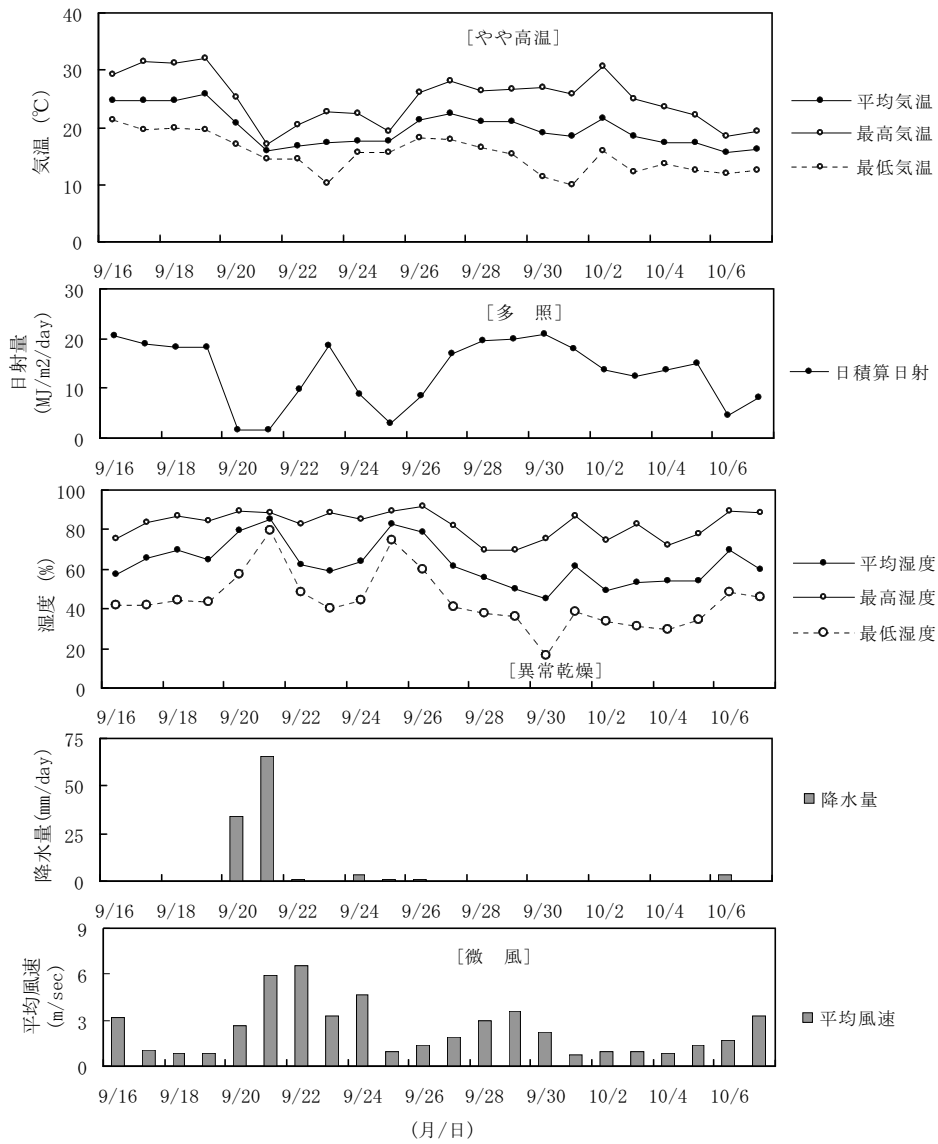 40
30
20
10
0
気温 (℃)
[やや高温]
平均気温
最高気温
最低気温
9/16 9/18 9/20 9/22 9/24 9/26 9/28 9/30 10/2 10/4 10/6
30
20
10
0
日射量
(MJ/m2/day)
[多　照]
日積算日射
9/16 9/18 9/20 9/22 9/24 9/26 9/28 9/30 10/2 10/4 10/6
100
80
60
40
20
0
湿度 (%)
平均湿度
最高湿度
最低湿度
[異常乾燥]
9/16 9/18 9/20 9/22 9/24 9/26 9/28 9/30 10/2 10/4 10/6
75
50
25
0
降水量(mm/day)
降水量
9/16 9/18 9/20 9/22 9/24 9/26 9/28 9/30 10/2 10/4 10/6
9
6
3
0
平均風速
(m/sec)
[微　風]
平均風速
9/16 9/18 9/20 9/22 9/24 9/26 9/28 9/30 10/2 10/4 10/6
(月/日)